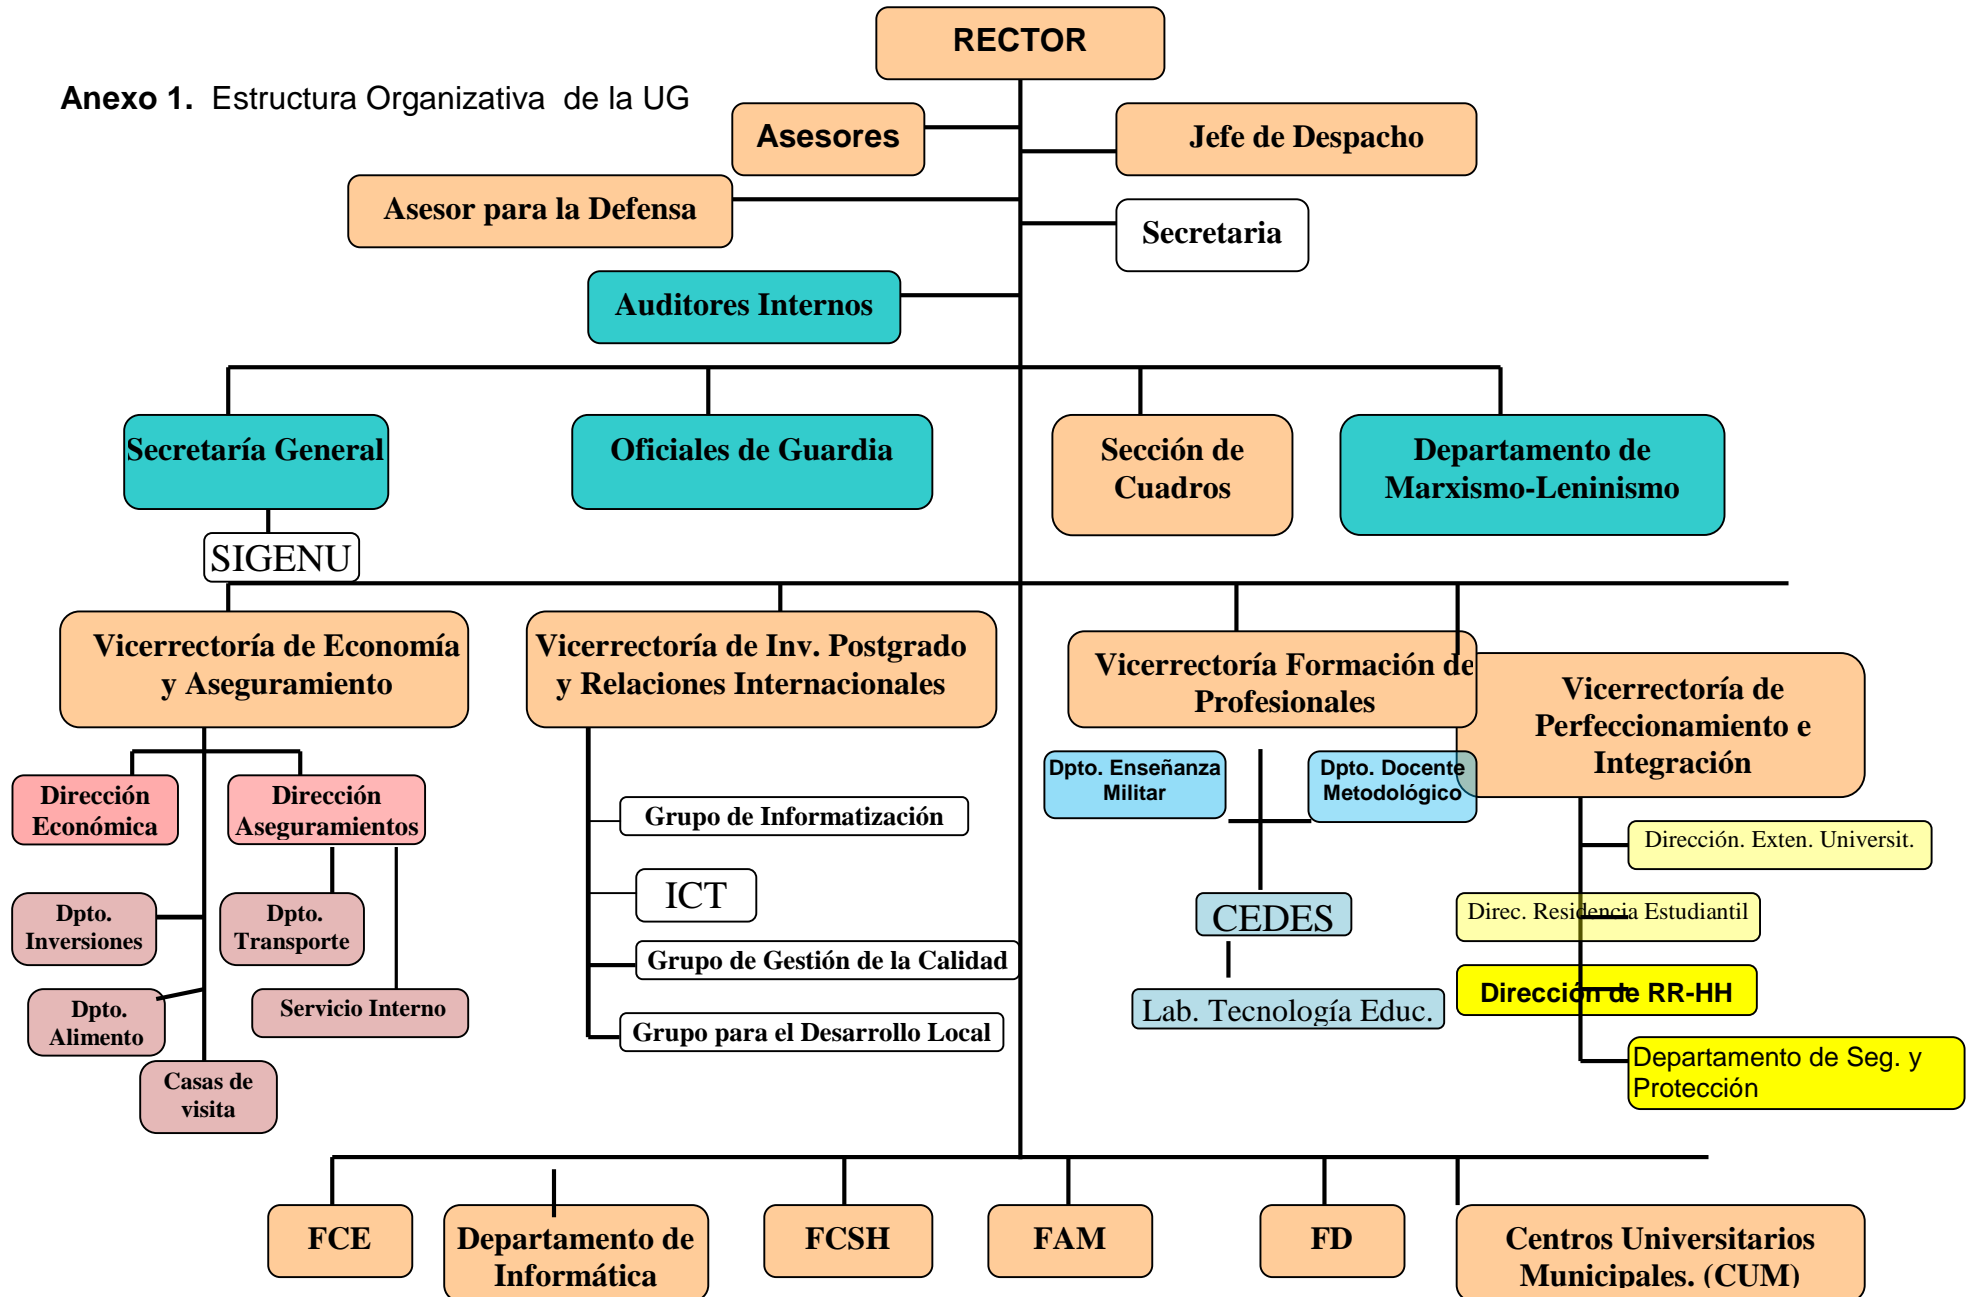 RECTOR
Anexo 1. Estructura Organizativa de la UG
Asesores
Jefe de Despacho
Asesor para la Defensa
Secretaria
Auditores Internos
Secretaría General
Oficiales de Guardia
Sección de
Cuadros
Departamento de
Marxismo-Leninismo
SIGENU
Vicerrectoría de Economía
y Aseguramiento
Vicerrectoría de Inv. Postgrado
y Relaciones Internacionales
Vicerrectoría Formación de
Profesionales
Vicerrectoría de
Perfeccionamiento e
Integración
Dirección
Económica
Dirección
Aseguramientos
Dpto. Enseñanza
Militar
Dpto. Docente
Metodológico
Grupo de Informatización
Dirección. Exten. Universit.
Dpto.
Inversiones
Dpto.
Transporte
ICT
CEDES
Direc. Residencia Estudiantil
Grupo de Gestión de la Calidad
Dirección de RR-HH
Dpto.
Alimento
Servicio Interno
Lab. Tecnología Educ.
Grupo para el Desarrollo Local
Departamento de Seg. y
Protección
Casas de
visita
FCE
Departamento de
Informática
FCSH
FAM
FD
Centros Universitarios
Municipales. (CUM)